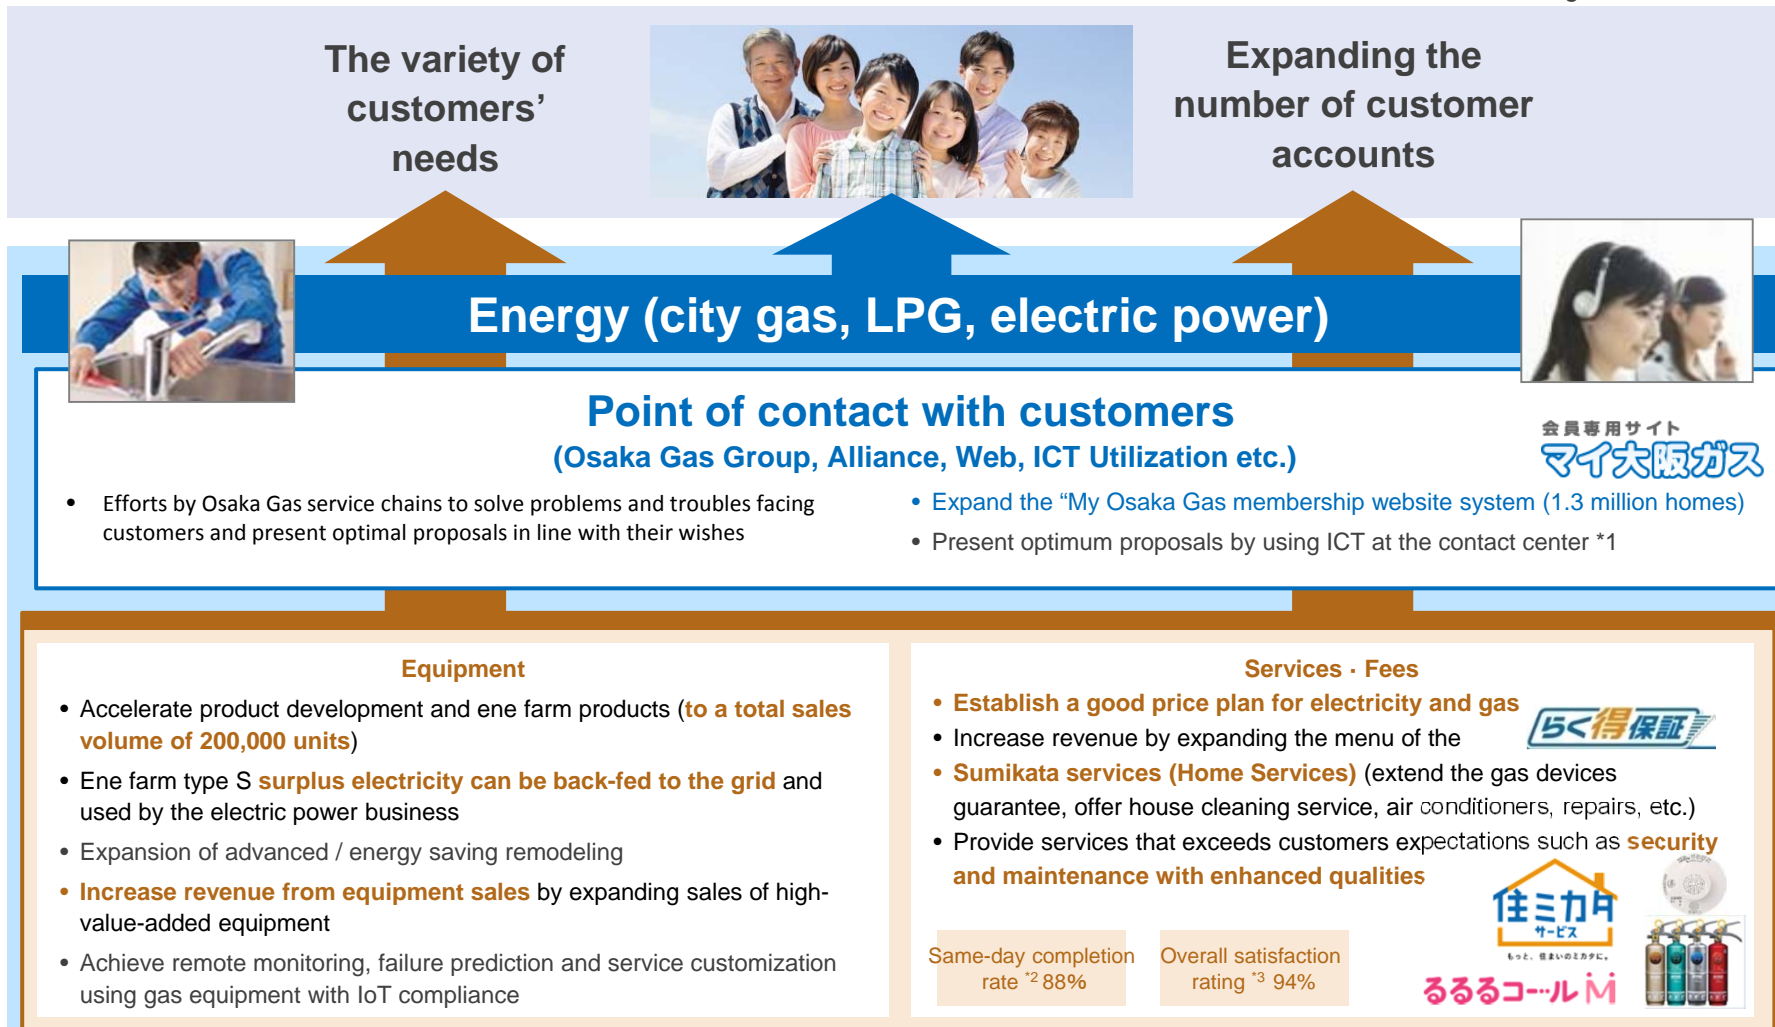 The variety of
customers’
needs
Expanding the
number of customer
accounts
Energy (city gas, LPG, electric power)
Point of contact with customers
(Osaka Gas Group, Alliance, Web, ICT Utilization etc.)
会員専用サイト
マイ大阪ガス
• Efforts by Osaka Gas service chains to solve problems and troubles facing
customers and present optimal proposals in line with their wishes
• Expand the “My Osaka Gas membership website system (1.3 million homes)
• Present optimum proposals by using ICT at the contact center *1
Equipment
• Accelerate product development and ene farm products (to a total sales
volume of 200,000 units)
• Ene farm type S surplus electricity can be back-fed to the grid and
used by the electric power business
• Expansion of advanced / energy saving remodeling
• Increase revenue from equipment sales by expanding sales of high-
value-added equipment
• Achieve remote monitoring, failure prediction and service customization
using gas equipment with IoT compliance
Services · Fees
• Establish a good price plan for electricity and gas
• Increase revenue by expanding the menu of the
• Sumikata services (Home Services) (extend the gas devices
guarantee, offer house cleaning service, air conditioners, repairs, etc.)
• Provide services that exceeds customers expectations such as security
and maintenance with enhanced qualities
らく得保証
Same-day completion
rate *2 88%
Overall satisfaction
rating *3 94%
住ミカタ
サービス
もっと、住まいのミカタに。
るるるコール M